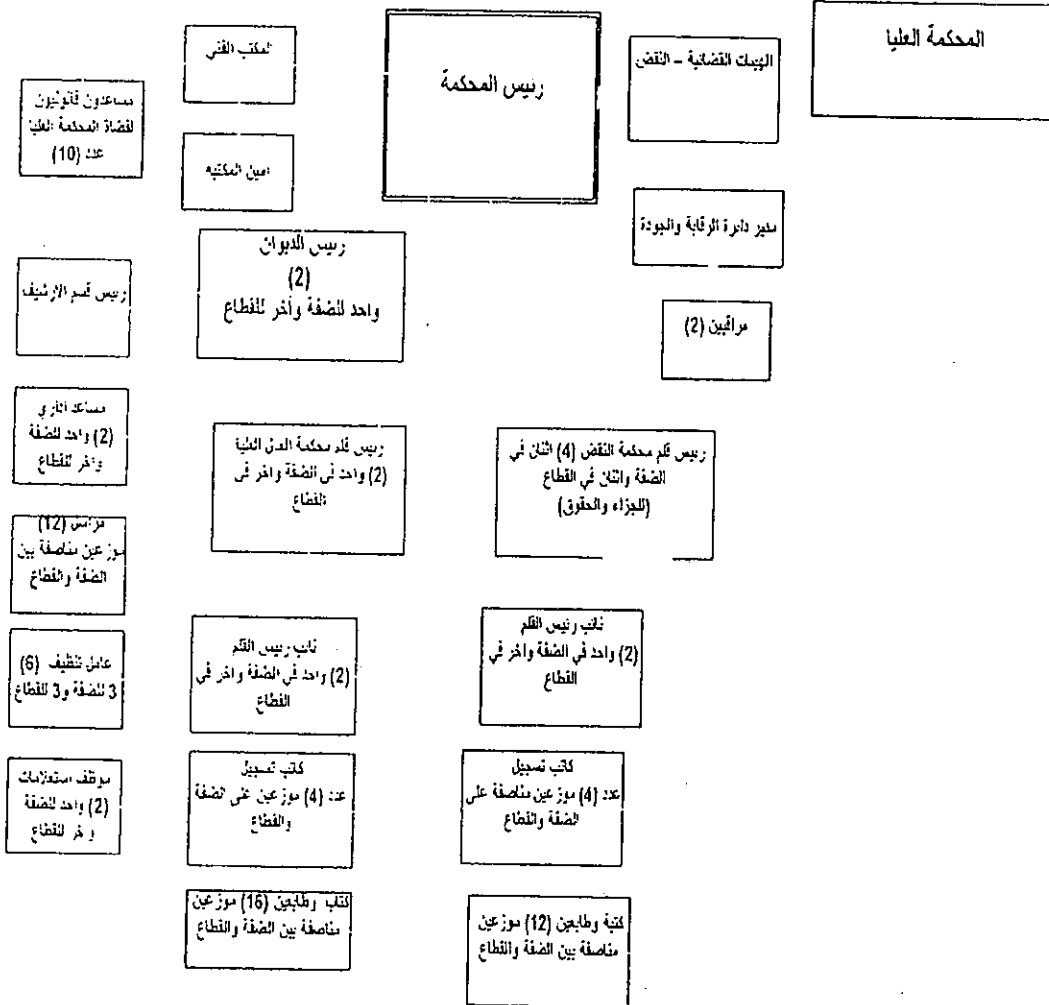 المحكمة العليا
الهيئات القضائية – النقض
رئيس المحكمة
المكتب الفني
مساعدون قانونيون
لقضاة المحكمة العليا
عدد (10)
امين المكتبه
مدير دائرة الرقابة والجودة
رئيس الديوان
(2)
واحد للضفة وأخر للقطاع
رئيس قسم الارشيف
مراقبين (2)
مساعد اداري
(2) واحد للضفة
واخر للقطاع
رئيس قلم محكمة النقض (4) اثنان في
الضفة واثنان في القطاع
(للجزاء والحقوق)
رئيس قلم محكمة العدل العليا
(2) واحد في الضفة واخر في
القطاع
مراسل (12)
موزعين مناصفة بين
الضفة والقطاع
نائب رئيس القلم
(2) واحد في الضفة واخر في
القطاع
نائب رئيس القلم
(2) واحد في الضفة واخر في
القطاع
عامل تنظيف (6)
3 للضفة و3 للقطاع
كاتب تسجيل
عدد (4) موزعين مناصفة على
الضفة والقطاع
كاتب تسجيل
عدد (4) موزعين على الضفة
والقطاع
موظف استعلامات
(2) واحد للضفة
واخر للقطاع
كتبة وطابعين (12) موزعين
مناصفة بين الضفة والقطاع
كتاب وطابعين (16) موزعين
مناصفة بين الضفة والقطاع